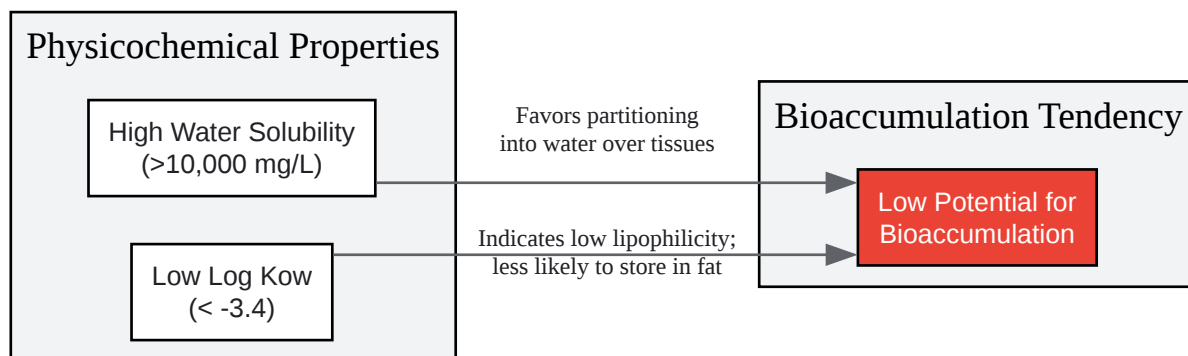 Physicochemical Properties
High Water Solubility
(>10,000 mg/L)
Low Log Kow
(< -3.4)
Favors partitioning
into water over tissues
Indicates low lipophilicity;
less likely to store in fat
Bioaccumulation Tendency
Low Potential for
Bioaccumulation